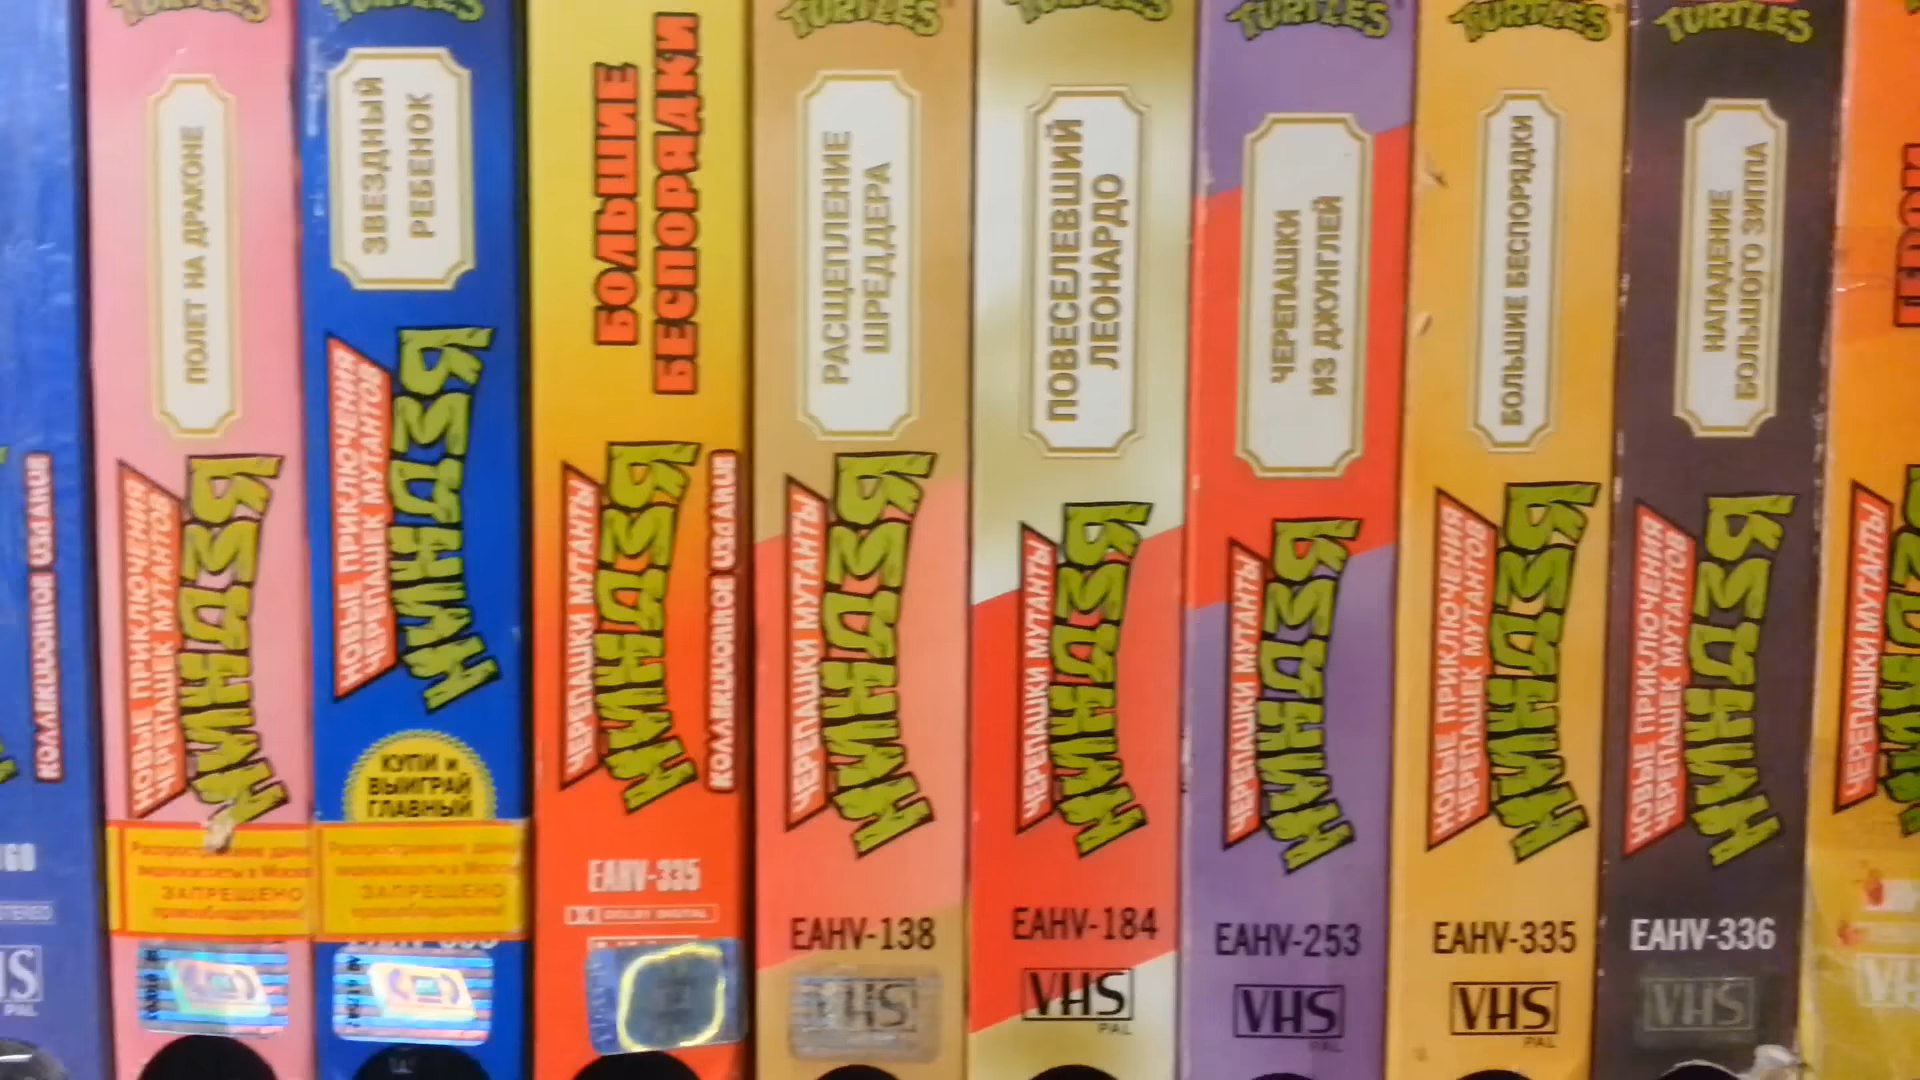 КОЛЛЕКЦИОННОЕ ИЗДАНИЕ
PAL
TURTLES
ПОЛЕТ НА ДРАКОНЕ
НОВЫЕ ПРИКЛЮЧЕНИЯ
ЧЕРЕПАШЕК МУТАНТОВ
НИНДЗЯ
ЗАПРЕЩЕНО
TURTLES
ЗВЕЗДНЫЙ
РЕБЕНОК
НОВЫЕ ПРИКЛЮЧЕНИЯ
ЧЕРЕПАШЕК МУТАНТОВ
НИНДЗЯ
КУПИ и
ВЫИГРАЙ
ГЛАВНЫЙ
ЗАПРЕЩЕНО
БОЛЬШИЕ
БЕСПОРЯДКИ
ЧЕРЕПАШКИ МУТАНТЫ
НИНДЗЯ
КОЛЛЕКЦИОННОЕ ИЗДАНИЕ
EAHV-335
DOLBY DIGITAL
TURTLES
РАСЩЕПЛЕНИЕ
ШРЕДДЕРА
ЧЕРЕПАШКИ МУТАНТЫ
НИНДЗЯ
EAHV-138
VHS
TURTLES
ПОВЕСЕЛЕВШИЙ
ЛЕОНАРДО
ЧЕРЕПАШКИ МУТАНТЫ
НИНДЗЯ
EAHV-184
VHS
PAL
TURTLES
ЧЕРЕПАШКИ
ИЗ ДЖУНГЛЕЙ
ЧЕРЕПАШКИ МУТАНТЫ
НИНДЗЯ
EAHV-253
VHS
PAL
TURTLES
БОЛЬШИЕ БЕСПОРЯДКИ
НОВЫЕ ПРИКЛЮЧЕНИЯ
ЧЕРЕПАШЕК МУТАНТОВ
НИНДЗЯ
EAHV-335
VHS
PAL
TURTLES
НАПАДЕНИЕ
БОЛЬШОГО ЗИППА
НОВЫЕ ПРИКЛЮЧЕНИЯ
ЧЕРЕПАШЕК МУТАНТОВ
НИНДЗЯ
EAHV-336
VHS
ЧЕРЕПАШКИ МУТАНТЫ